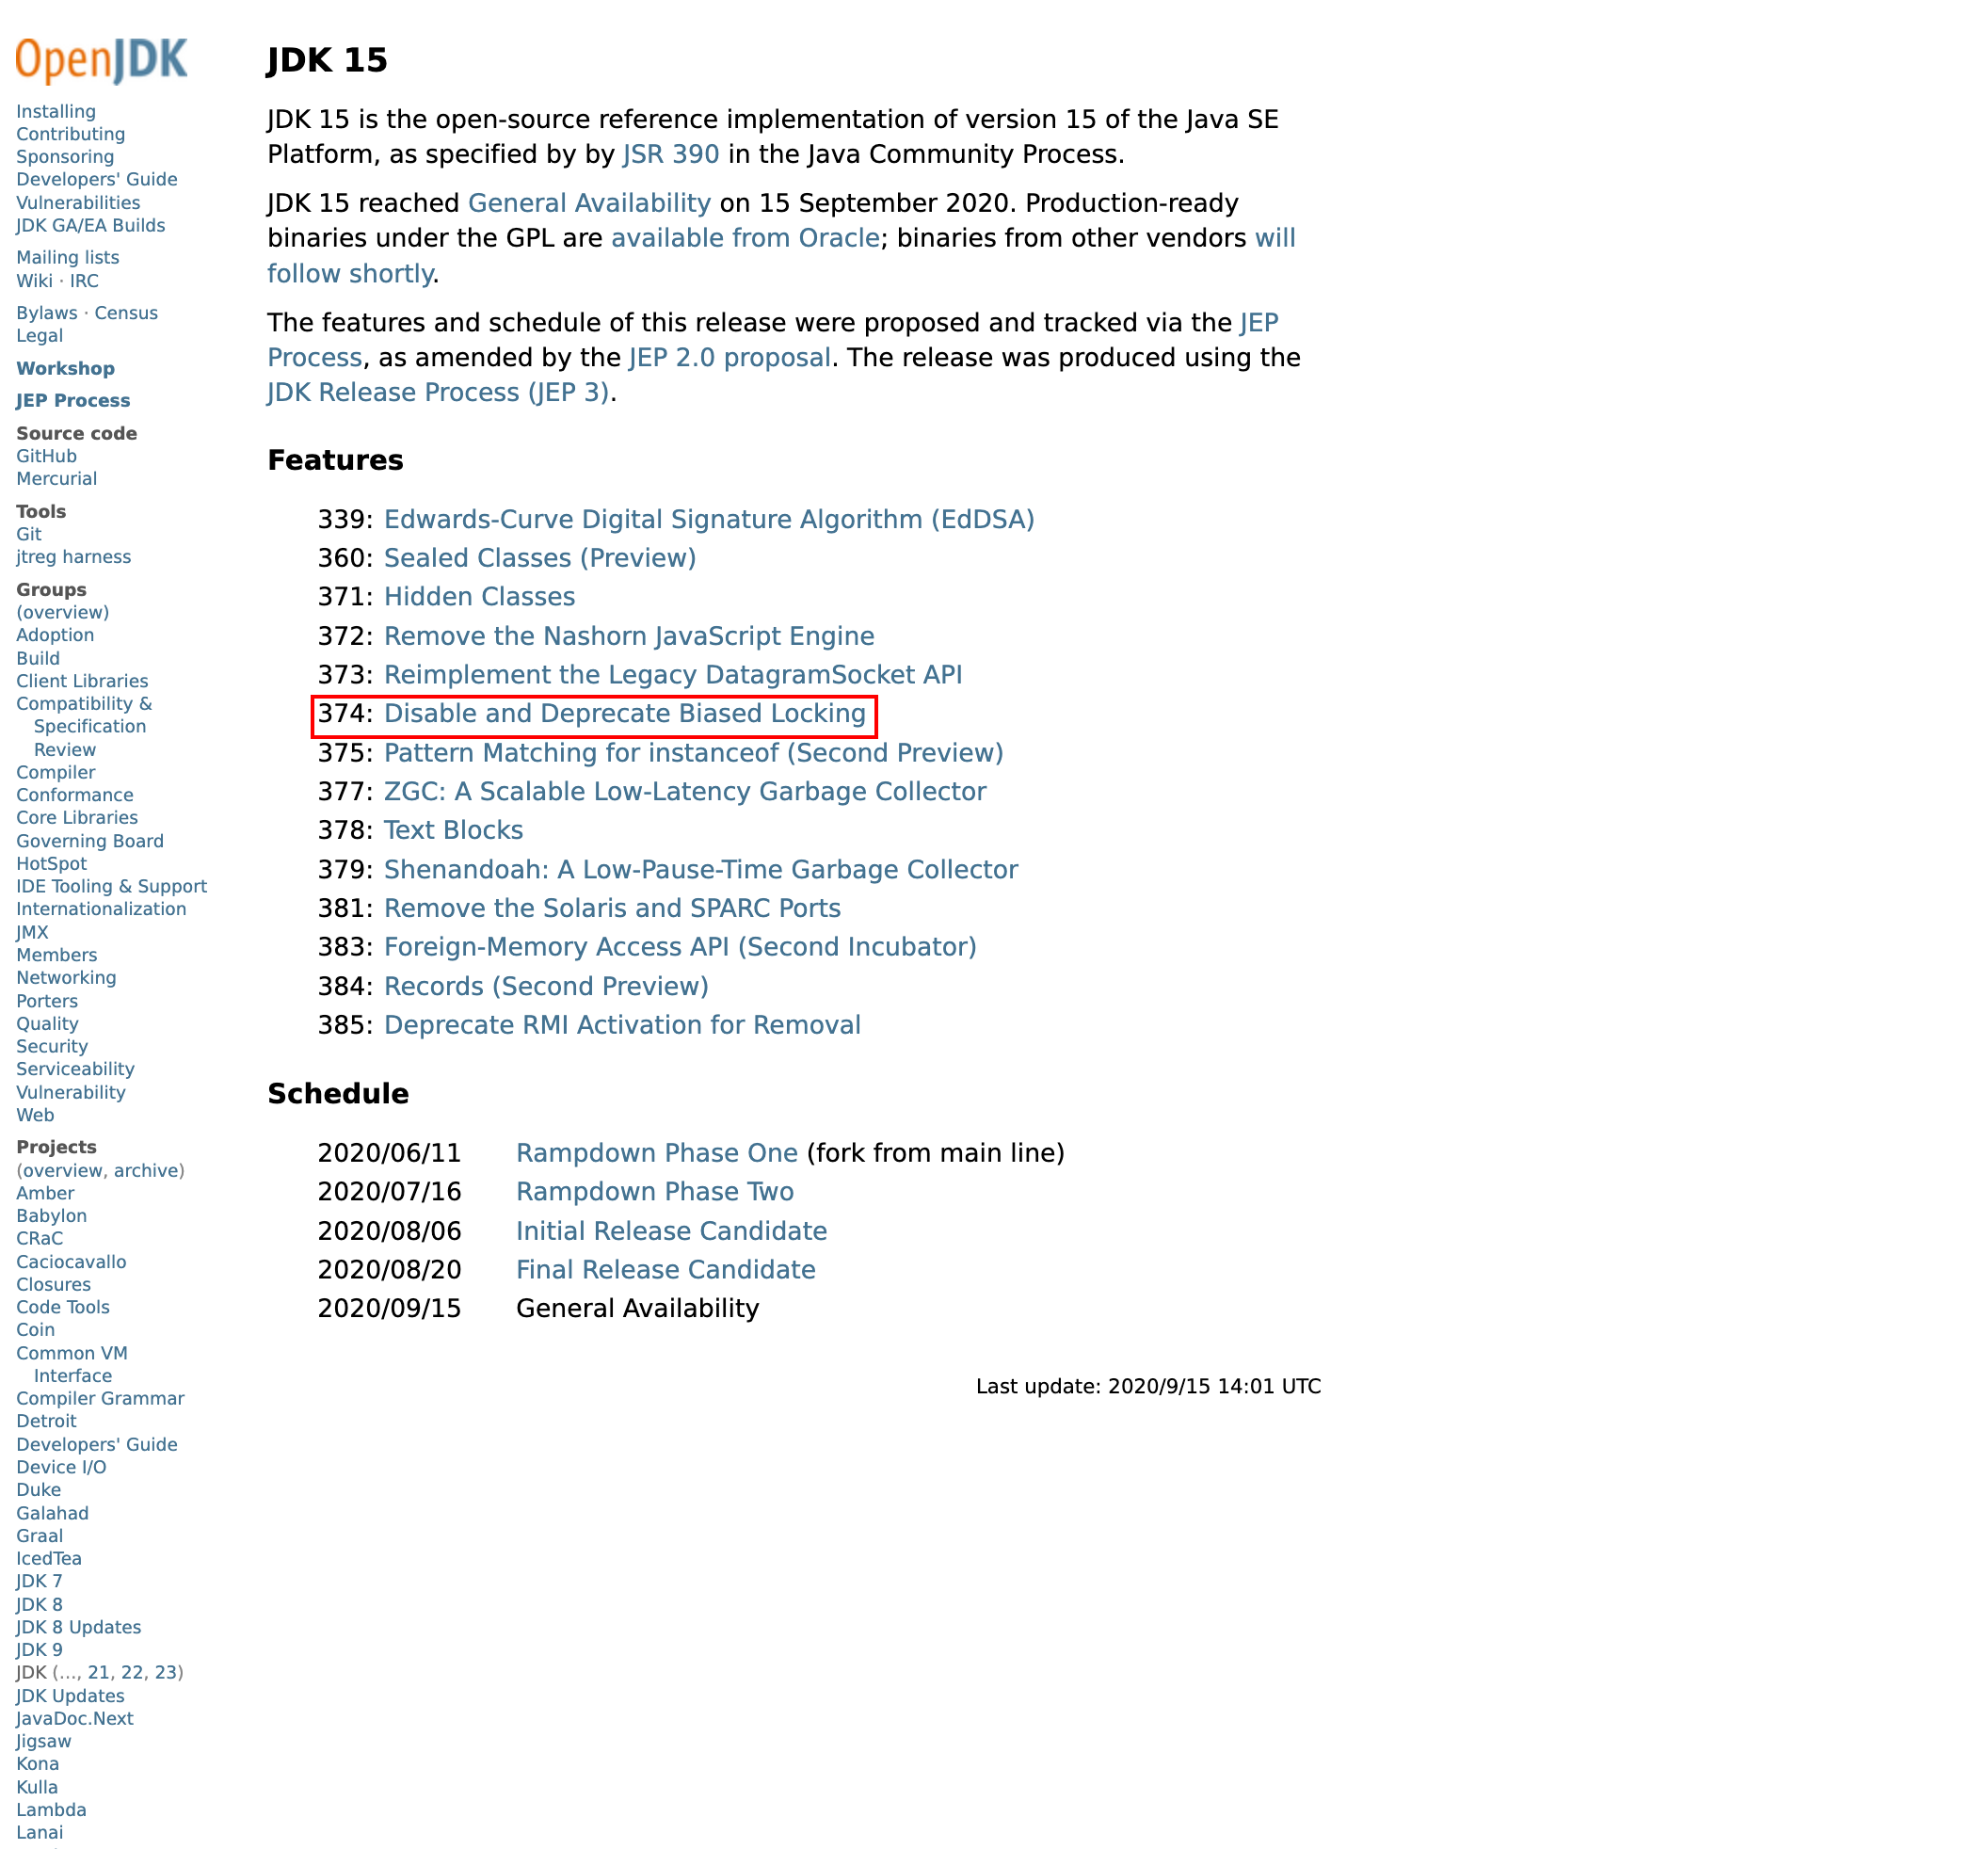 OpenJDK
Installing
Contributing
Sponsoring
Developers' Guide
Vulnerabilities
JDK GA/EA Builds
Mailing lists
Wiki · IRC
Bylaws · Census
Legal
Workshop
JEP Process
Source code
GitHub
Mercurial
Tools
Git
jtreg harness
Groups
(overview)
Adoption
Build
Client Libraries
Compatibility &
Specification
Review
Compiler
Conformance
Core Libraries
Governing Board
HotSpot
IDE Tooling & Support
Internationalization
JMX
Members
Networking
Porters
Quality
Security
Serviceability
Vulnerability
Web
Projects
(overview, archive)
Amber
Babylon
CRaC
Caciocavallo
Closures
Code Tools
Coin
Common VM
Interface
Compiler Grammar
Detroit
Developers' Guide
Device I/O
Duke
Galahad
Graal
IcedTea
JDK 7
JDK 8
JDK 8 Updates
JDK 9
JDK (…, 21, 22, 23)
JDK Updates
JavaDoc.Next
Jigsaw
Kona
Kulla
Lambda
Lanai
JDK 15
JDK 15 is the open-source reference implementation of version 15 of the Java SE
Platform, as specified by by JSR 390 in the Java Community Process.
JDK 15 reached General Availability on 15 September 2020. Production-ready
binaries under the GPL are available from Oracle; binaries from other vendors will
follow shortly.
The features and schedule of this release were proposed and tracked via the JEP
Process, as amended by the JEP 2.0 proposal. The release was produced using the
JDK Release Process (JEP 3).
Features
339: Edwards-Curve Digital Signature Algorithm (EdDSA)
360: Sealed Classes (Preview)
371: Hidden Classes
372: Remove the Nashorn JavaScript Engine
373: Reimplement the Legacy DatagramSocket API
374: Disable and Deprecate Biased Locking
375: Pattern Matching for instanceof (Second Preview)
377: ZGC: A Scalable Low-Latency Garbage Collector
378: Text Blocks
379: Shenandoah: A Low-Pause-Time Garbage Collector
381: Remove the Solaris and SPARC Ports
383: Foreign-Memory Access API (Second Incubator)
384: Records (Second Preview)
385: Deprecate RMI Activation for Removal
Schedule
2020/06/11 Rampdown Phase One (fork from main line)
2020/07/16 Rampdown Phase Two
2020/08/06 Initial Release Candidate
2020/08/20 Final Release Candidate
2020/09/15 General Availability
Last update: 2020/9/15 14:01 UTC